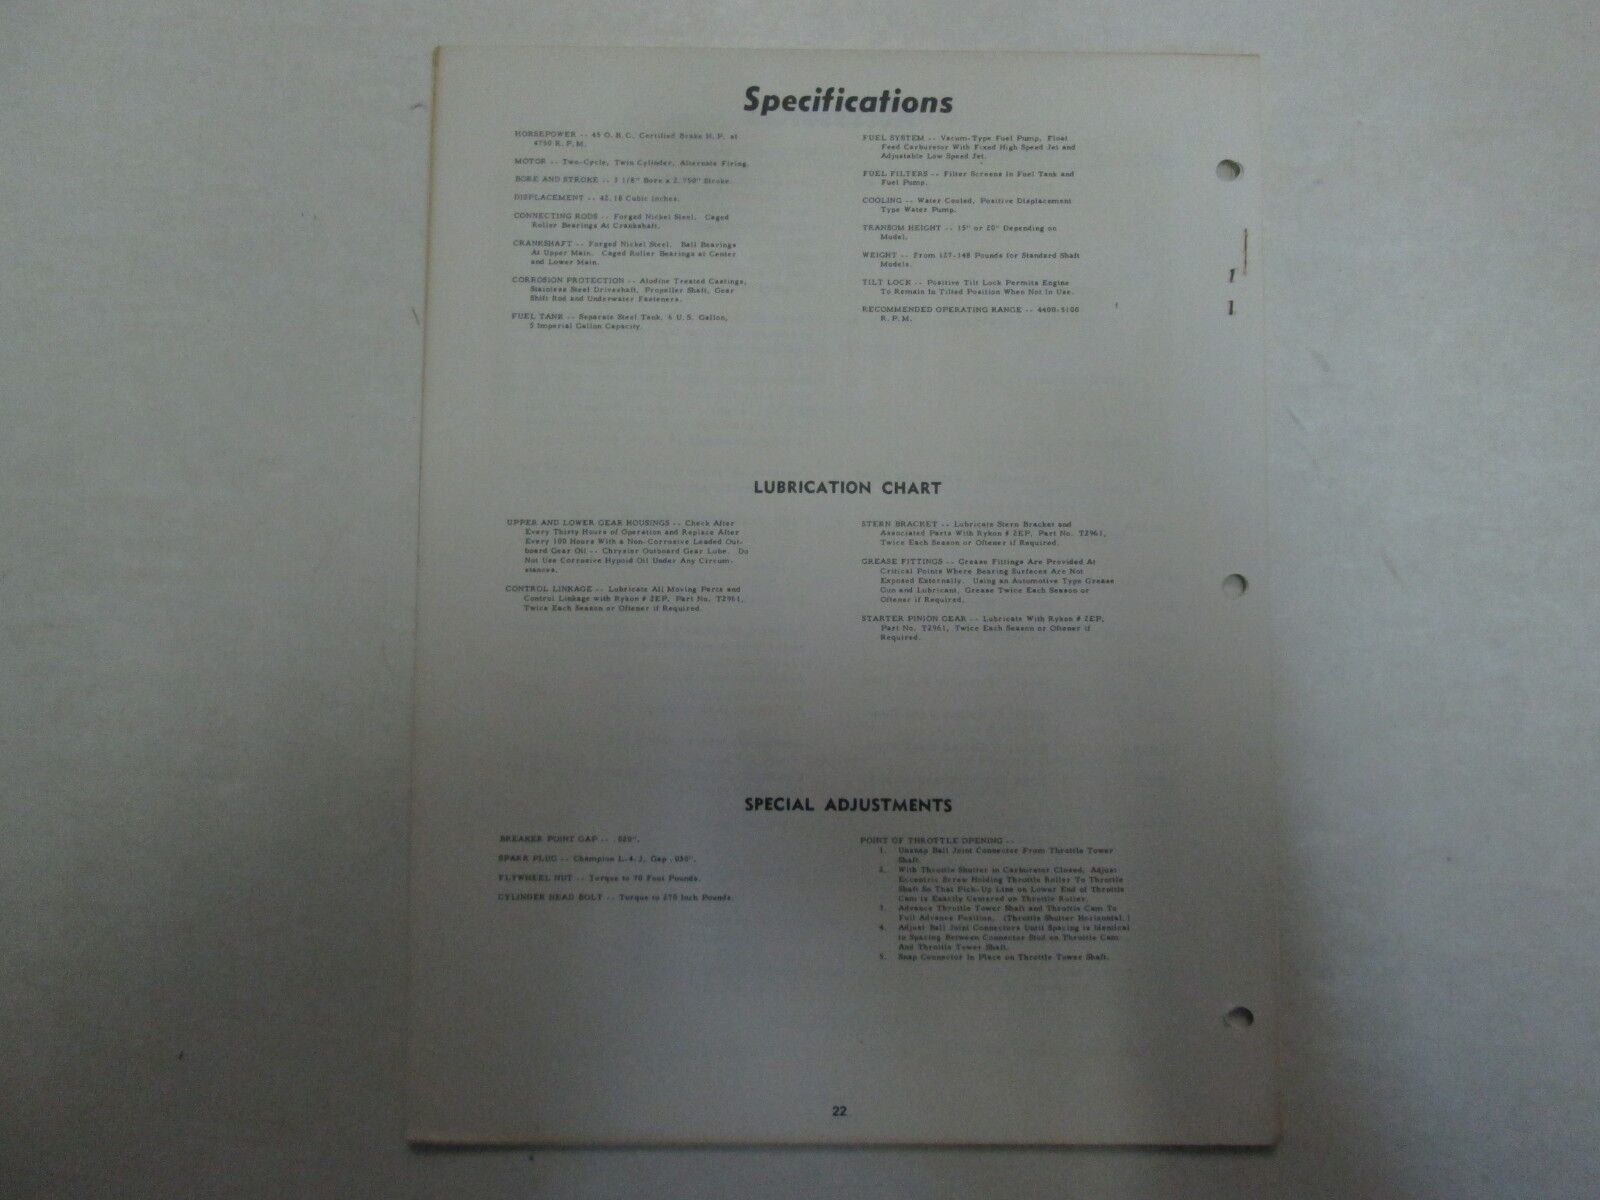 Specifications
HORSEPOWER -- 45 O.B.C. Certified Brake H.P. at
4750 R.P.M.
MOTOR -- Two-Cycle, Twin Cylinder, Alternate Firing.
BORE AND STROKE -- 3 1/8" Bore x 2.750" Stroke.
DISPLACEMENT -- 42.18 Cubic Inches.
CONNECTING RODS -- Forged Nickel Steel. Caged
Roller Bearings At Crankshaft.
CRANKSHAFT -- Forged Nickel Steel. Ball Bearings
At Upper Main. Caged Roller Bearings at Center
and Lower Main.
CORROSION PROTECTION -- Alodine Treated Castings,
Stainless Steel Driveshaft, Propeller Shaft, Gear
Shift Rod and Underwater Fasteners.
FUEL TANK -- Separate Steel Tank, 6 U.S. Gallon,
5 Imperial Gallon Capacity.
FUEL SYSTEM -- Vacum-Type Fuel Pump, Float
Feed Carburetor With Fixed High Speed Jet and
Adjustable Low Speed Jet.
FUEL FILTERS -- Filter Screens In Fuel Tank and
Fuel Pump.
COOLING -- Water Cooled, Positive Displacement
Type Water Pump.
TRANSOM HEIGHT -- 15" or 20" Depending on
Model.
WEIGHT -- From 127-148 Pounds for Standard Shaft
Models.
TILT LOCK -- Positive Tilt Lock Permits Engine
To Remain In Tilted Position When Not In Use.
RECOMMENDED OPERATING RANGE -- 4400-5100
R.P.M.
LUBRICATION CHART
UPPER AND LOWER GEAR HOUSINGS -- Check After
Every Thirty Hours of Operation and Replace After
Every 100 Hours With a Non-Corrosive Leaded Out-
board Gear Oil -- Chrysler Outboard Gear Lube. Do
Not Use Corrosive Hypoid Oil Under Any Circum-
stances.
CONTROL LINKAGE -- Lubricate All Moving Parts and
Control Linkage with Rykon # 2EP, Part No. T2961,
Twice Each Season or Oftener if Required.
STERN BRACKET -- Lubricate Stern Bracket and
Associated Parts With Rykon # 2EP, Part No. T2961,
Twice Each Season or Oftener if Required.
GREASE FITTINGS -- Grease Fittings Are Provided At
Critical Points Where Bearing Surfaces Are Not
Exposed Externally. Using an Automotive Type Grease
Gun and Lubricant, Grease Twice Each Season or
Oftener if Required.
STARTER PINION GEAR -- Lubricate With Rykon # 2EP,
Part No. T2961, Twice Each Season or Oftener if
Required.
SPECIAL ADJUSTMENTS
BREAKER POINT GAP -- .020".
SPARK PLUG -- Champion L-4-J, Gap .030".
FLYWHEEL NUT -- Torque to 70 Foot Pounds.
CYLINDER HEAD BOLT -- Torque to 270 Inch Pounds.
POINT OF THROTTLE OPENING --
1. Unsnap Ball Joint Connector From Throttle Tower
Shaft.
2. With Throttle Shutter in Carburetor Closed, Adjust
Eccentric Screw Holding Throttle Roller To Throttle
Shaft So That Pick-Up Line on Lower End of Throttle
Cam is Exactly Centered on Throttle Roller.
3. Advance Throttle Tower Shaft and Throttle Cam To
Full Advance Position. (Throttle Shutter Horizontal.)
4. Adjust Ball Joint Connectors Until Spacing is Identical
to Spacing Between Connector Stud on Throttle Cam
And Throttle Tower Shaft.
5. Snap Connector In Place on Throttle Tower Shaft.
22